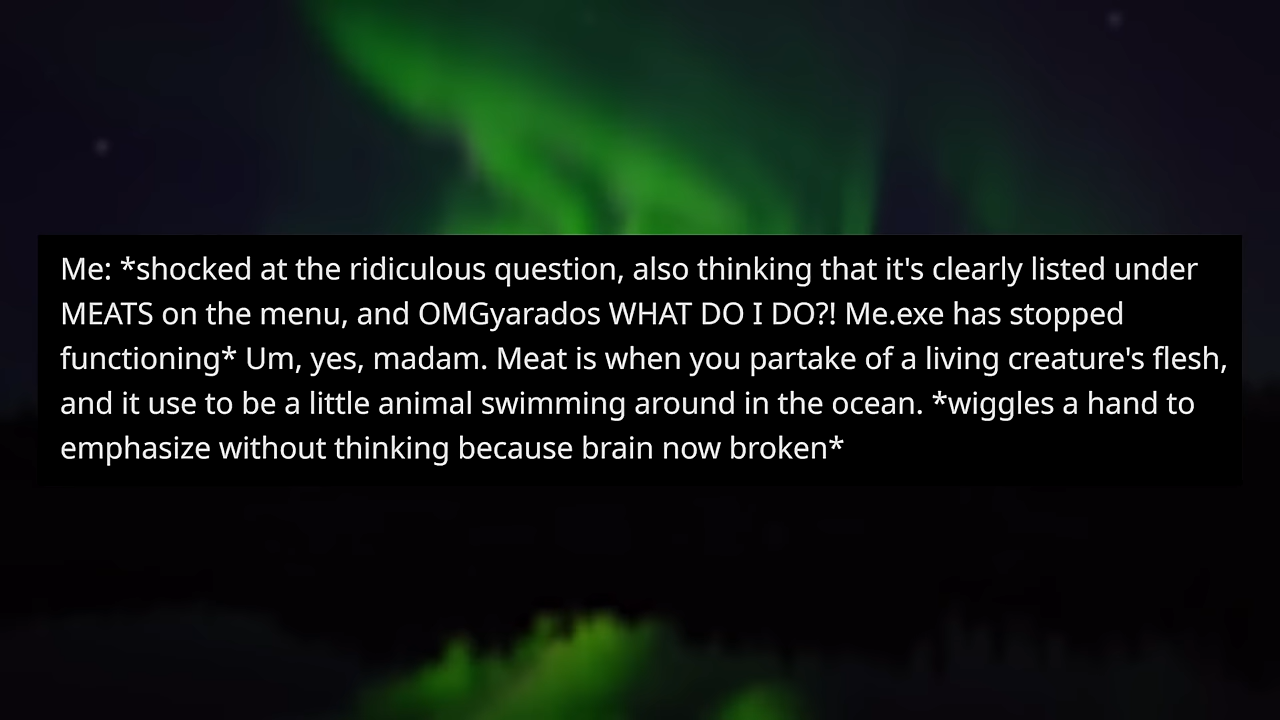 Me: *shocked at the ridiculous question, also thinking that it's clearly listed under
MEATS on the menu, and OMGyarados WHAT DO I DO?! Me.exe has stopped
functioning* Um, yes, madam. Meat is when you partake of a living creature's flesh,
and it use to be a little animal swimming around in the ocean. *wiggles a hand to
emphasize without thinking because brain now broken*